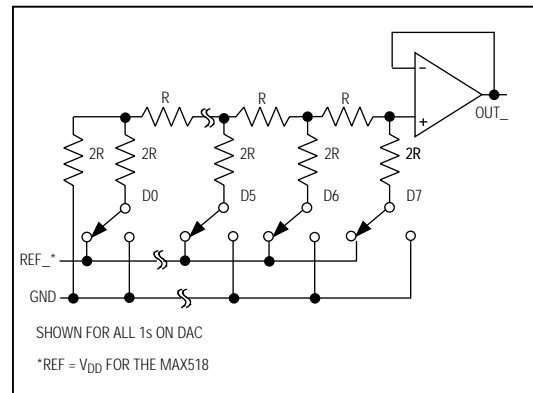 R R R
− +
OUT_
2R 2R 2R 2R 2R
D0 D5 D6 D7
REF_*
GND
SHOWN FOR ALL 1s ON DAC
*REF = VDD FOR THE MAX518